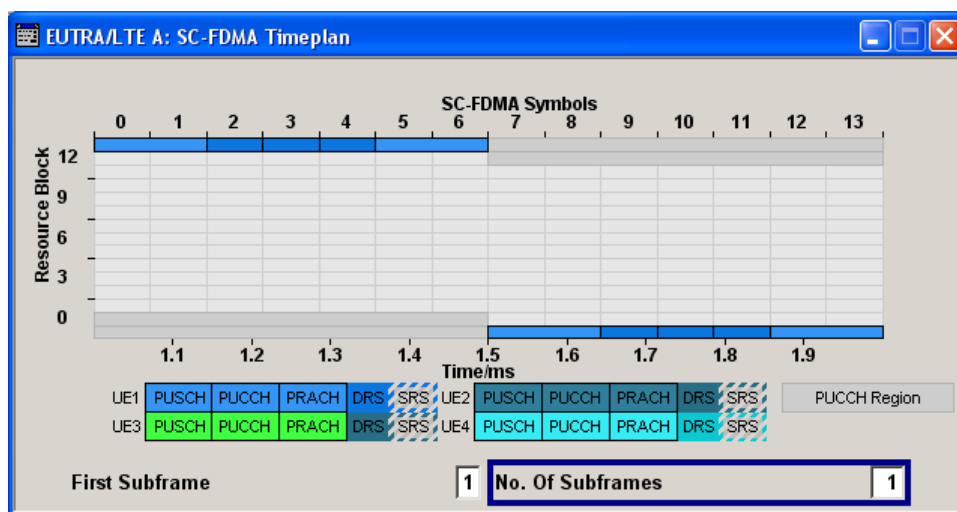 EUTRA/LTE A: SC-FDMA Timeplan
SC-FDMA Symbols
0 1 2 3 4 5 6 7 8 9 10 11 12 13
Resource Block
12
9
6
3
0
1.1 1.2 1.3 1.4 1.5 1.6 1.7 1.8 1.9
Time/ms
UE1 PUSCH PUCCH PRACH DRS SRS UE2 PUSCH PUCCH PRACH DRS SRS PUCCH Region
UE3 PUSCH PUCCH PRACH DRS SRS UE4 PUSCH PUCCH PRACH DRS SRS
First Subframe 1 No. Of Subframes 1